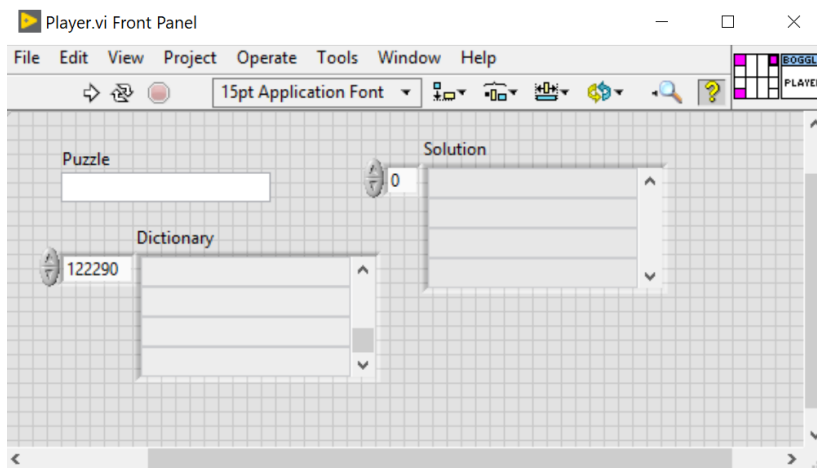 Player.vi Front Panel
File Edit View Project Operate Tools Window Help
15pt Application Font
BOGGL
PLAYE
Puzzle
Solution
0
Dictionary
122290